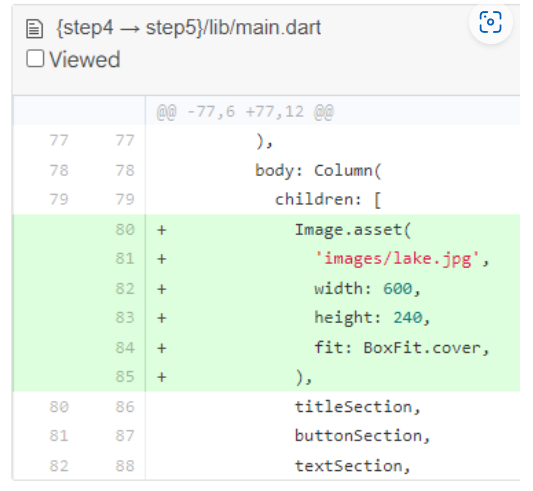 {step4 → step5}/lib/main.dart
Viewed
@@ -77,6 +77,12 @@
77 77 ),
78 78 body: Column(
79 79 children: [
80 + Image.asset(
81 + 'images/lake.jpg',
82 + width: 600,
83 + height: 240,
84 + fit: BoxFit.cover,
85 + ),
80 86 titleSection,
81 87 buttonSection,
82 88 textSection,